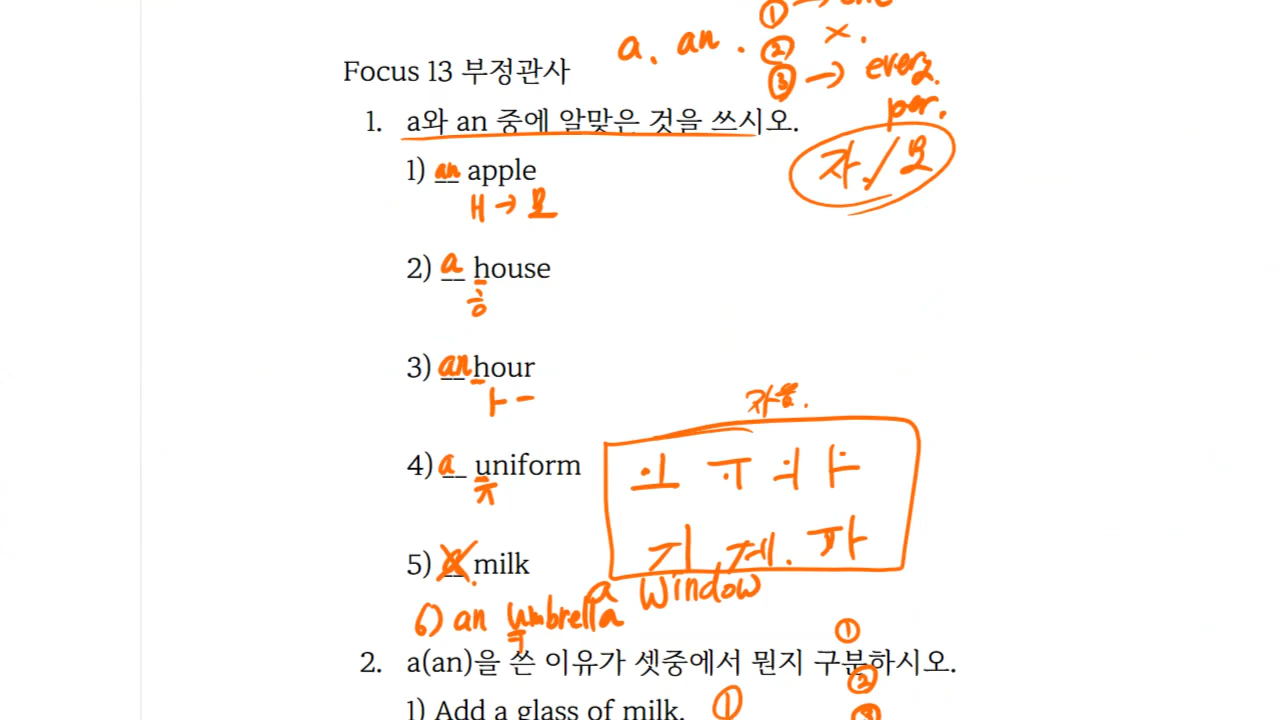 ① → one
a, an . ② ×.
③ → every.
per.
Focus 13 부정관사
1. a와 an 중에 알맞은 것을 쓰시오.
자./모
1) an apple
ㅐ → 모
2) a house
ㅎ
3) an hour
ㅏ ㅡ
자음.
4) a uniform
ㅠ
ㅛ ㅠ ㅕ ㅑ
5) a milk
6) an umbrella
a window
2. a(an)을 쓴 이유가 셋중에서 뭔지 구분하시오.
①
②
③
1) Add a glass of milk. ①